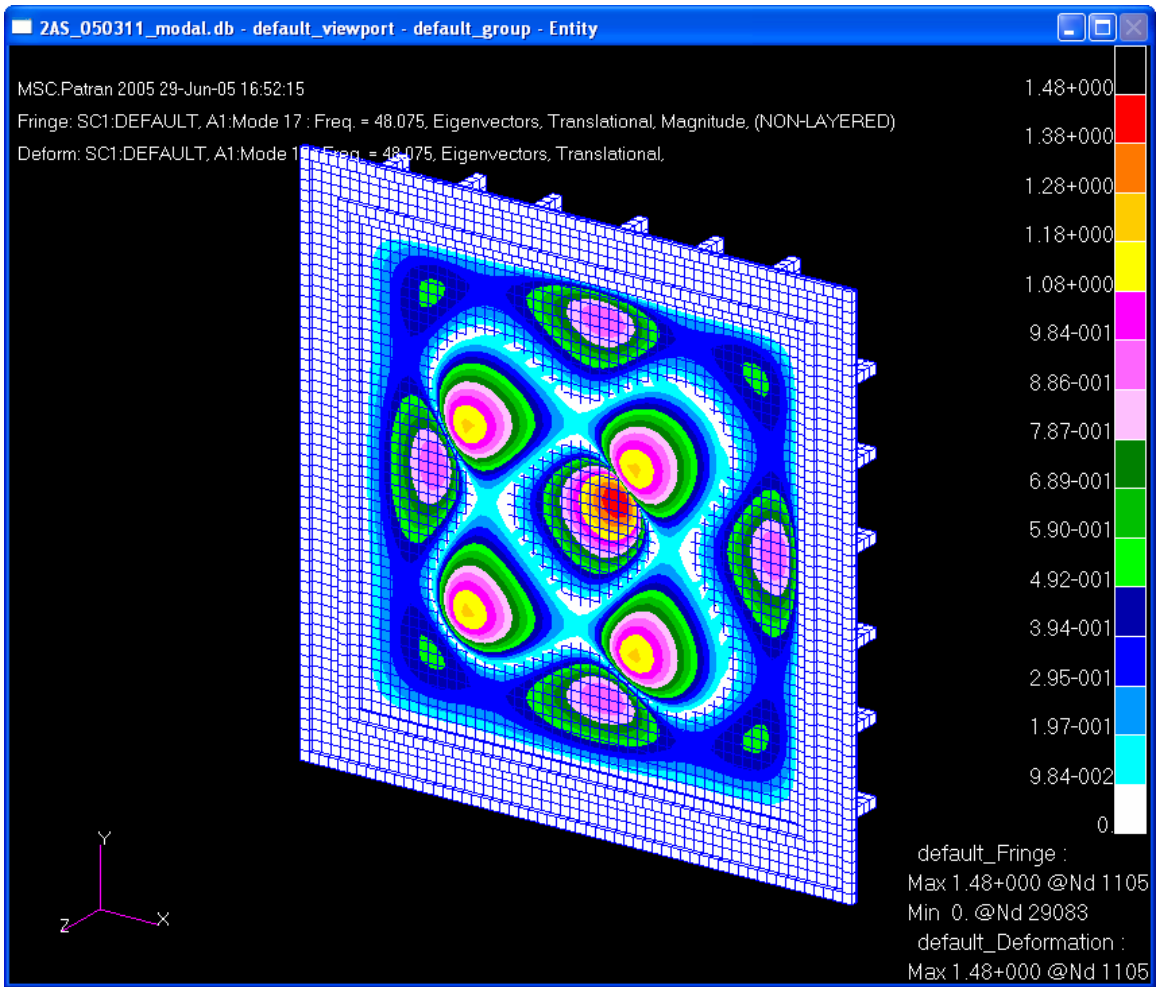 2AS_050311_modal.db - default_viewport - default_group - Entity
MSC.Patran 2005 29-Jun-05 16:52:15
Fringe: SC1:DEFAULT, A1:Mode 17 : Freq. = 48.075, Eigenvectors, Translational, Magnitude, (NON-LAYERED)
Deform: SC1:DEFAULT, A1:Mode 1 Freq. = 48.075, Eigenvectors, Translational,
1.48+000
1.38+000
1.28+000
1.18+000
1.08+000
9.84-001
8.86-001
7.87-001
6.89-001
5.90-001
4.92-001
3.94-001
2.95-001
1.97-001
9.84-002
0.
default_Fringe :
Max 1.48+000 @Nd 1105
Min 0. @Nd 29083
default_Deformation :
Max 1.48+000 @Nd 1105
Y
Z
X